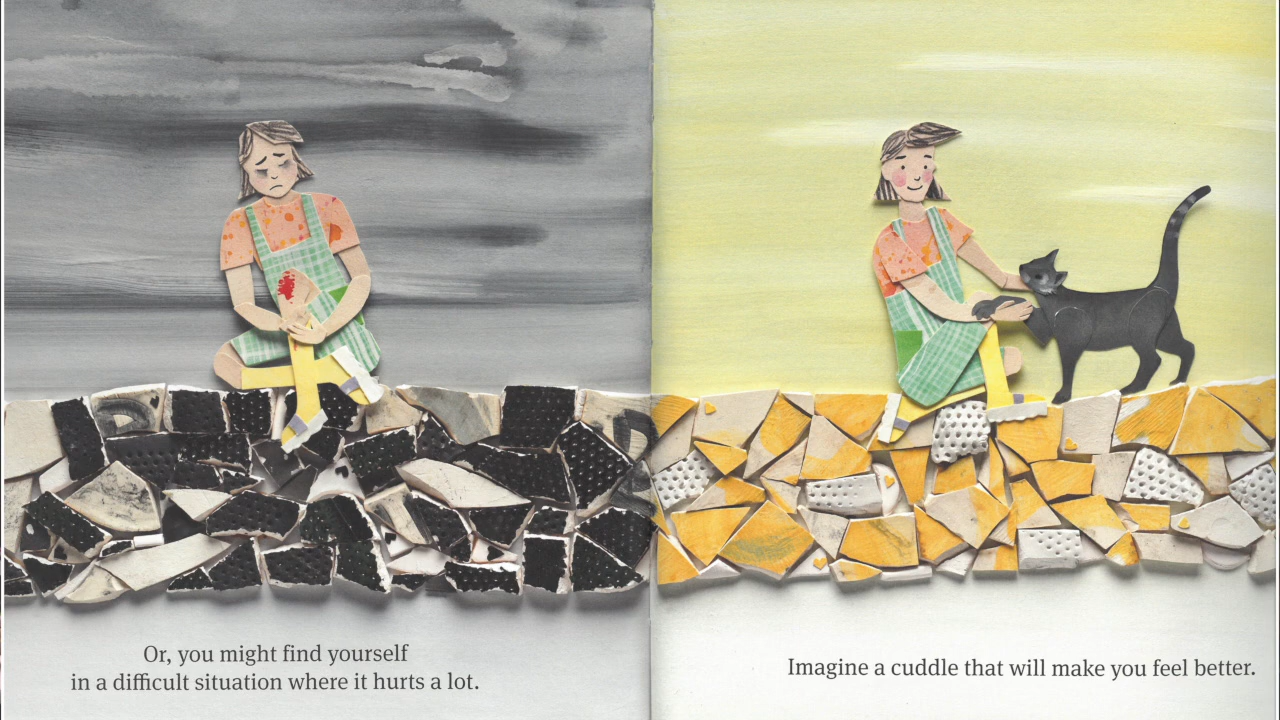 Or, you might find yourself
in a difficult situation where it hurts a lot.
Imagine a cuddle that will make you feel better.